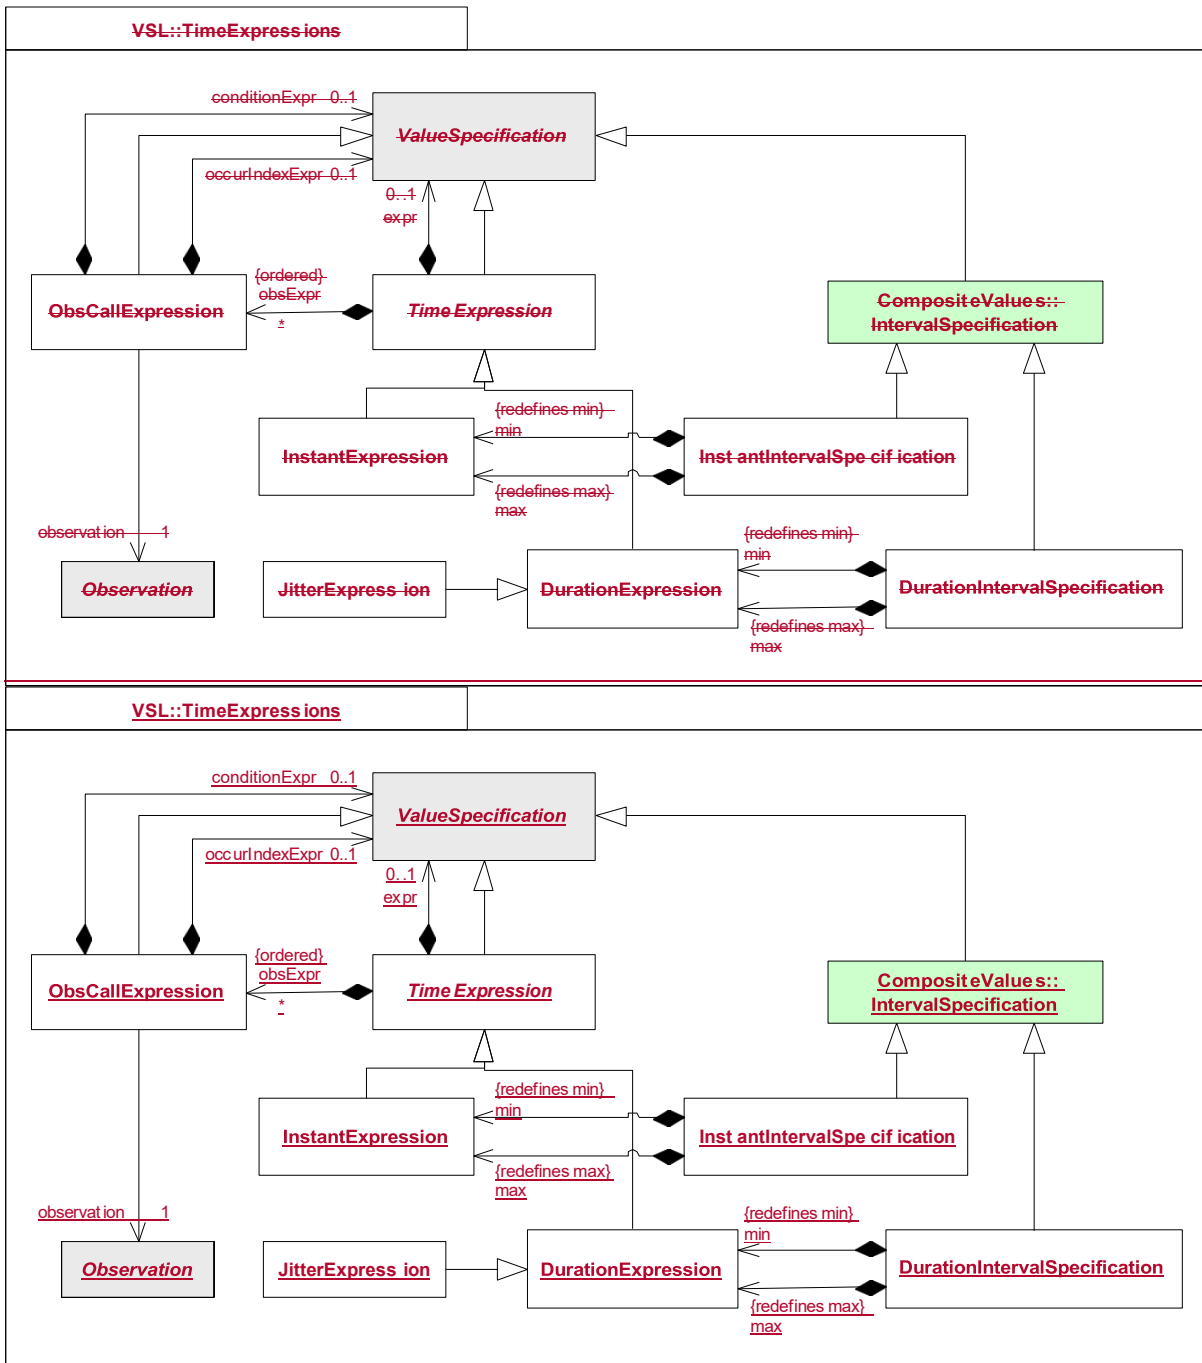 VSL::TimeExpressions
conditionExpr 0..1
ValueSpecification
occurIndexExpr 0..1
0..1
expr
{ordered}
obsExpr
*
ObsCallExpression
TimeExpression
CompositeValues::
IntervalSpecification
{redefines min}
min
InstantExpression
InstantIntervalSpecification
{redefines max}
max
observation 1
{redefines min}
min
Observation
JitterExpression
DurationExpression
DurationIntervalSpecification
{redefines max}
max
VSL::TimeExpressions
conditionExpr 0..1
ValueSpecification
occurIndexExpr 0..1
0..1
expr
{ordered}
obsExpr
*
ObsCallExpression
TimeExpression
CompositeValues::
IntervalSpecification
{redefines min}
min
InstantExpression
InstantIntervalSpecification
{redefines max}
max
observation 1
{redefines min}
min
Observation
JitterExpression
DurationExpression
DurationIntervalSpecification
{redefines max}
max